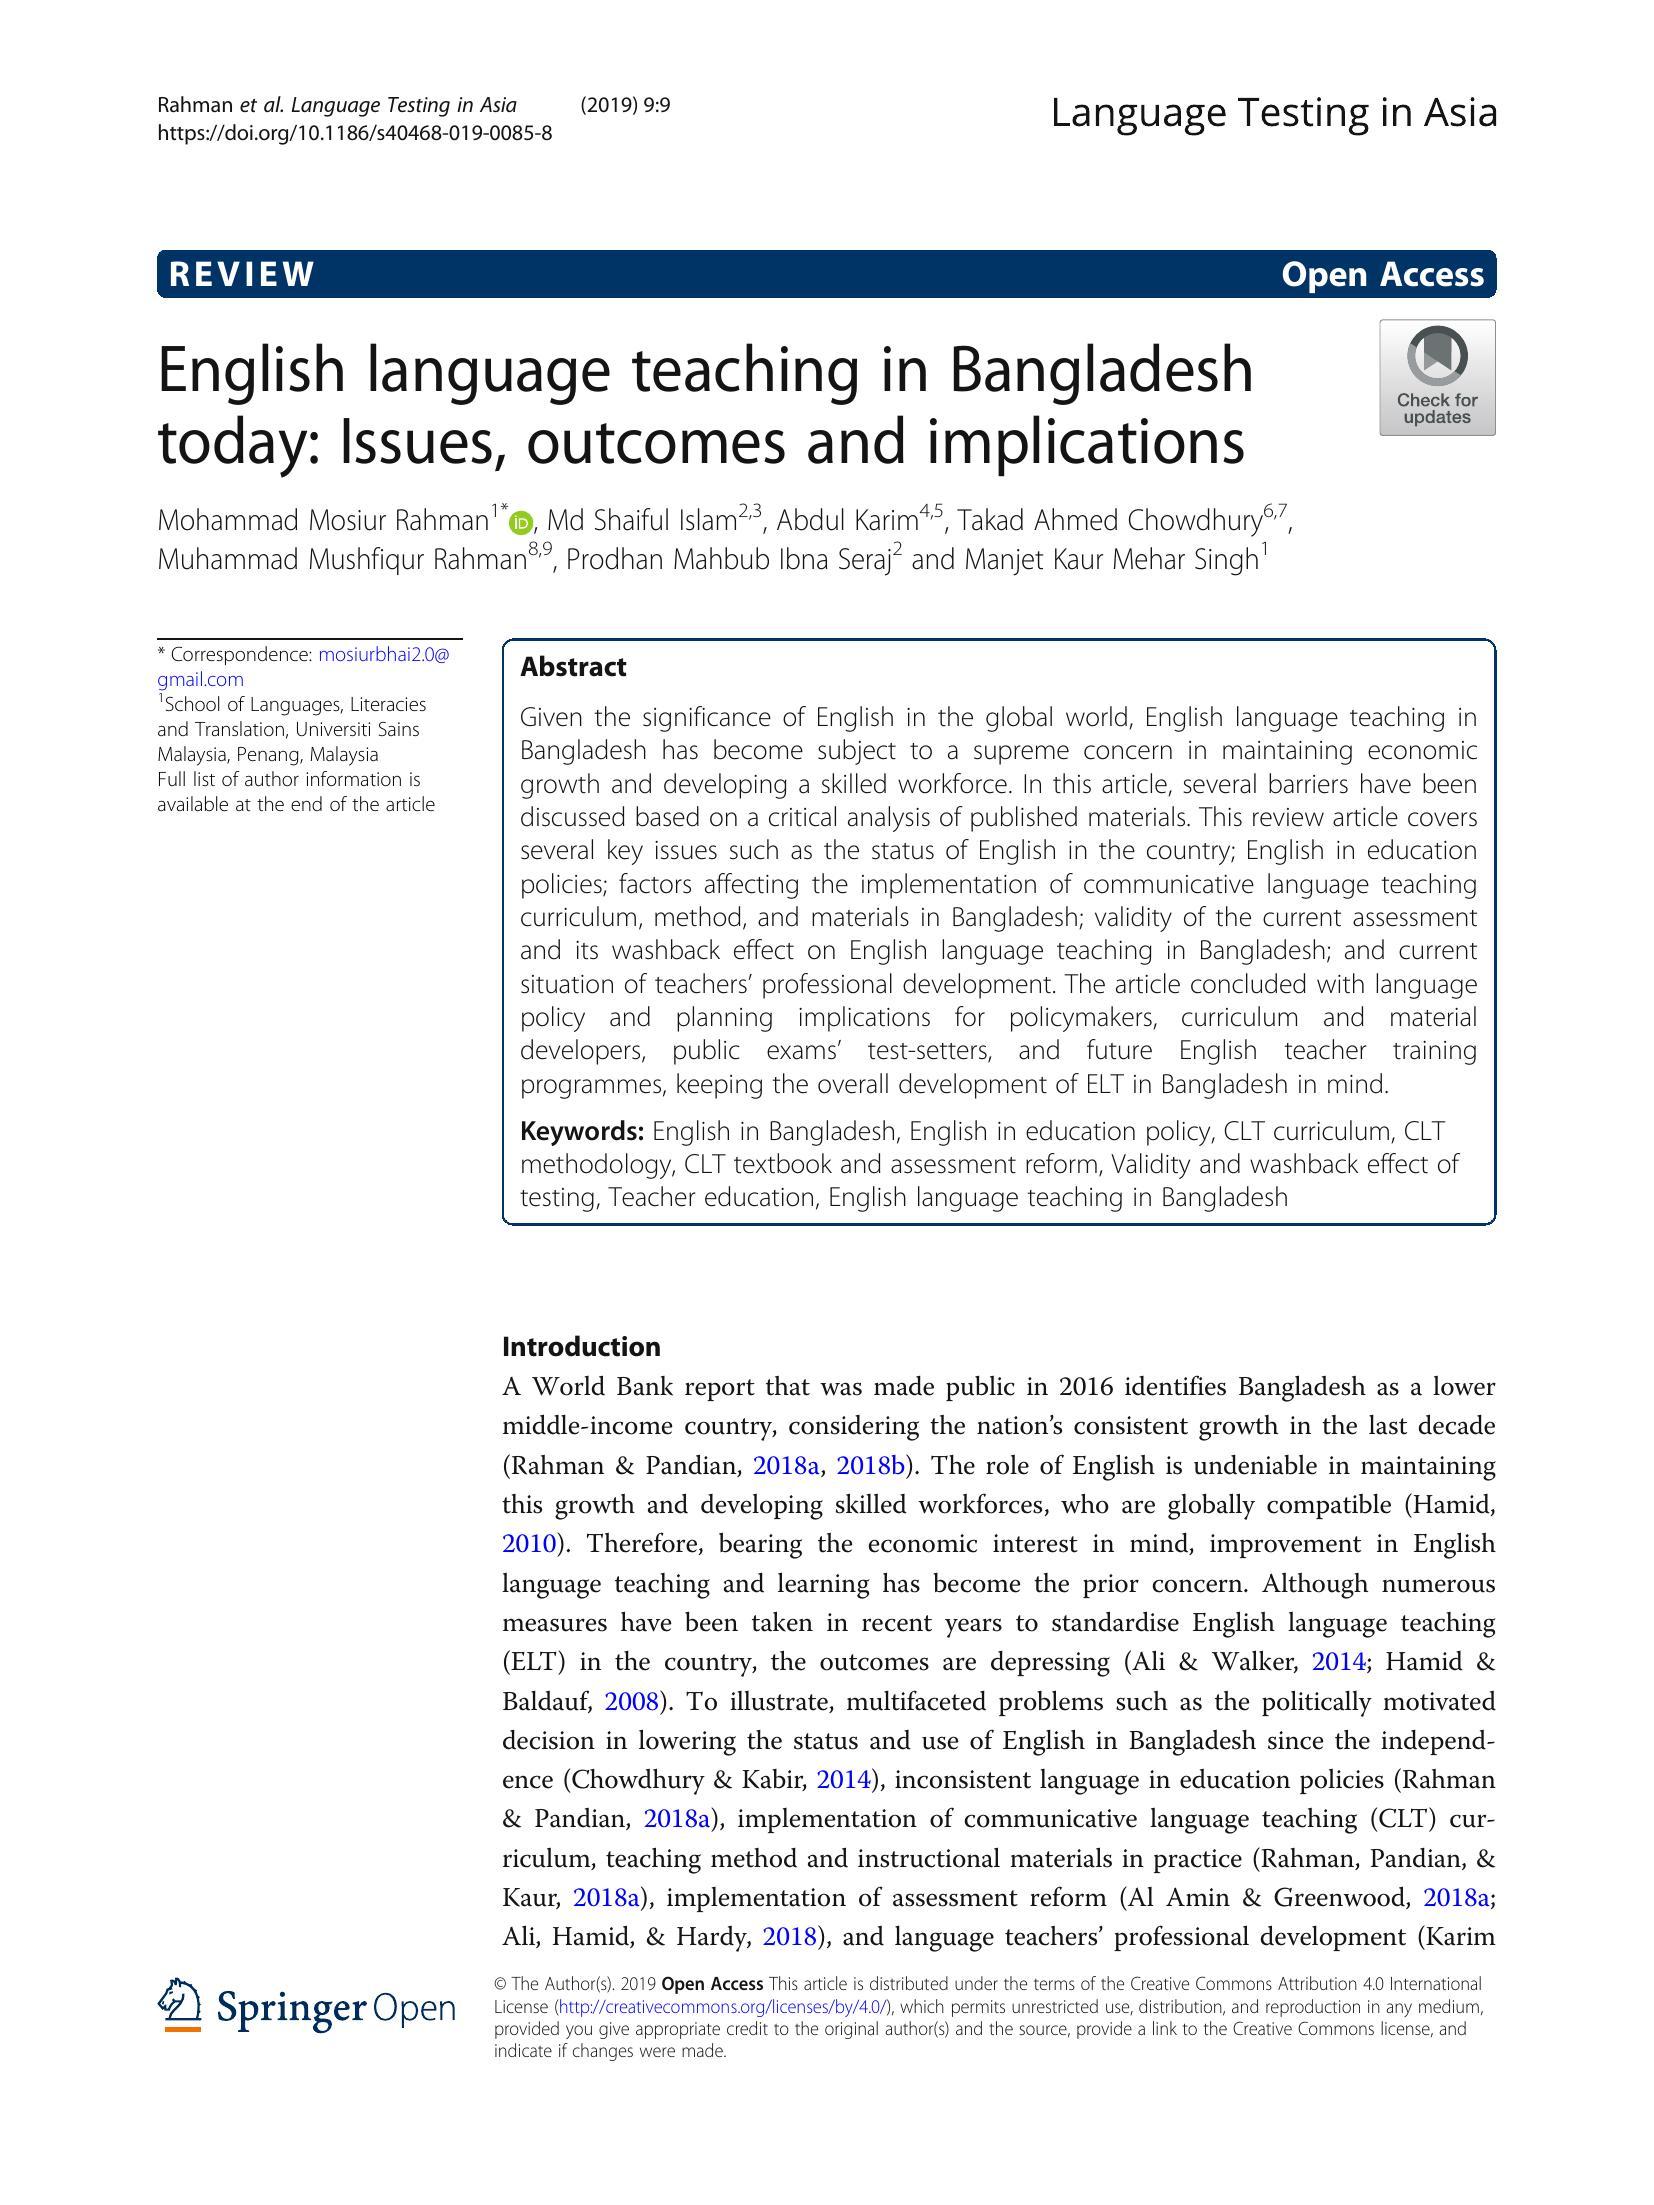 Rahman et al. Language Testing in Asia (2019) 9:9
https://doi.org/10.1186/s40468-019-0085-8
Language Testing in Asia
REVIEW Open Access
English language teaching in Bangladesh
today: Issues, outcomes and implications
Check for
updates
Mohammad Mosiur Rahman1* iD, Md Shaiful Islam2,3, Abdul Karim4,5, Takad Ahmed Chowdhury6,7,
Muhammad Mushfiqur Rahman8,9, Prodhan Mahbub Ibna Seraj2 and Manjet Kaur Mehar Singh1
* Correspondence: mosiurbhai2.0@
gmail.com
1School of Languages, Literacies
and Translation, Universiti Sains
Malaysia, Penang, Malaysia
Full list of author information is
available at the end of the article
Abstract
Given the significance of English in the global world, English language teaching in
Bangladesh has become subject to a supreme concern in maintaining economic
growth and developing a skilled workforce. In this article, several barriers have been
discussed based on a critical analysis of published materials. This review article covers
several key issues such as the status of English in the country; English in education
policies; factors affecting the implementation of communicative language teaching
curriculum, method, and materials in Bangladesh; validity of the current assessment
and its washback effect on English language teaching in Bangladesh; and current
situation of teachers’ professional development. The article concluded with language
policy and planning implications for policymakers, curriculum and material
developers, public exams’ test-setters, and future English teacher training
programmes, keeping the overall development of ELT in Bangladesh in mind.
Keywords: English in Bangladesh, English in education policy, CLT curriculum, CLT
methodology, CLT textbook and assessment reform, Validity and washback effect of
testing, Teacher education, English language teaching in Bangladesh
Introduction
A World Bank report that was made public in 2016 identifies Bangladesh as a lower
middle-income country, considering the nation’s consistent growth in the last decade
(Rahman & Pandian, 2018a, 2018b). The role of English is undeniable in maintaining
this growth and developing skilled workforces, who are globally compatible (Hamid,
2010). Therefore, bearing the economic interest in mind, improvement in English
language teaching and learning has become the prior concern. Although numerous
measures have been taken in recent years to standardise English language teaching
(ELT) in the country, the outcomes are depressing (Ali & Walker, 2014; Hamid &
Baldauf, 2008). To illustrate, multifaceted problems such as the politically motivated
decision in lowering the status and use of English in Bangladesh since the independ-
ence (Chowdhury & Kabir, 2014), inconsistent language in education policies (Rahman
& Pandian, 2018a), implementation of communicative language teaching (CLT) cur-
riculum, teaching method and instructional materials in practice (Rahman, Pandian, &
Kaur, 2018a), implementation of assessment reform (Al Amin & Greenwood, 2018a;
Ali, Hamid, & Hardy, 2018), and language teachers’ professional development (Karim
Springer Open
© The Author(s). 2019 Open Access This article is distributed under the terms of the Creative Commons Attribution 4.0 International
License (http://creativecommons.org/licenses/by/4.0/), which permits unrestricted use, distribution, and reproduction in any medium,
provided you give appropriate credit to the original author(s) and the source, provide a link to the Creative Commons license, and
indicate if changes were made.